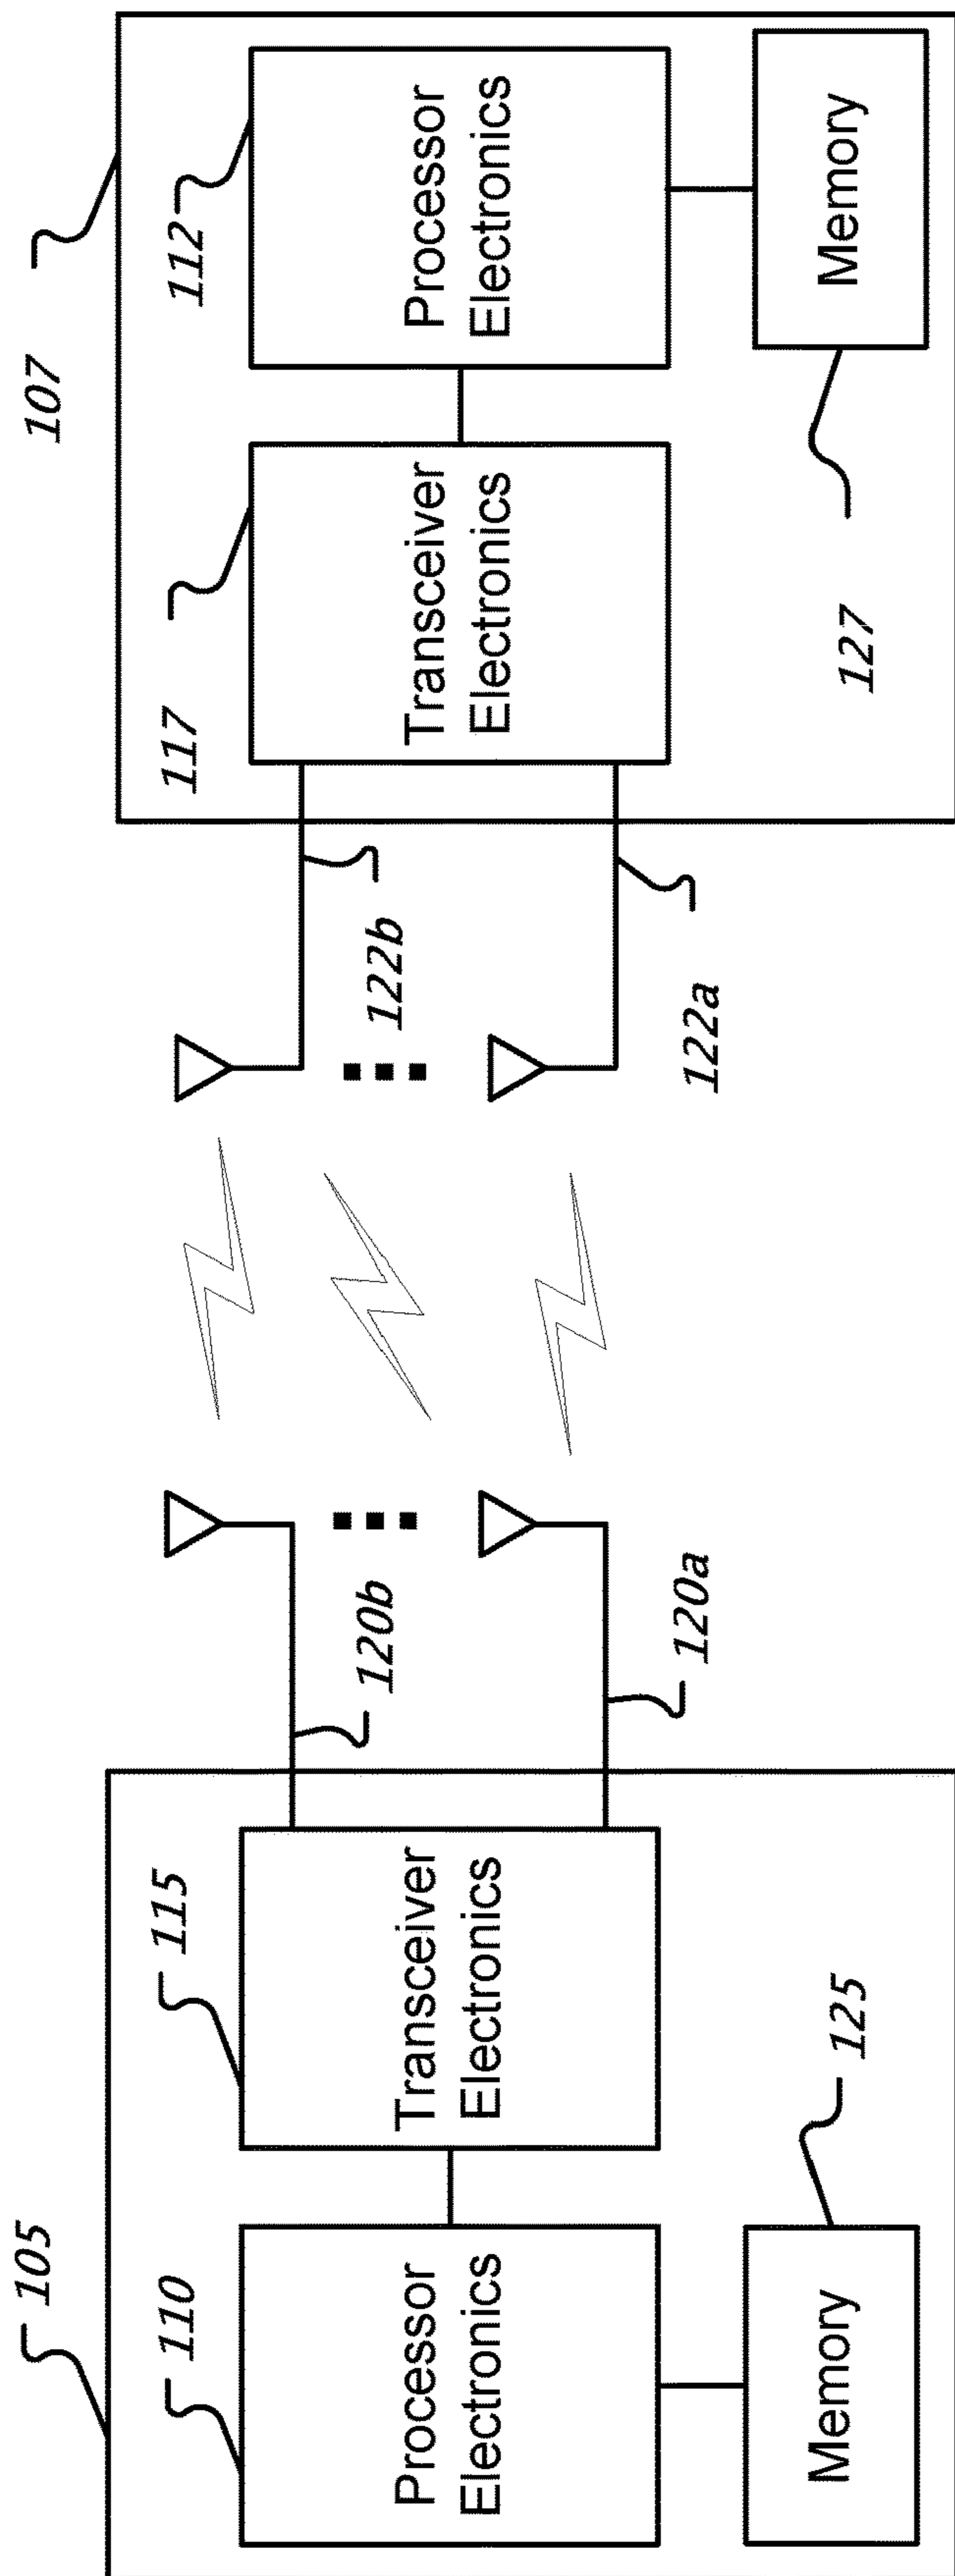 105
107
110
115
117
112
Processor
Electronics
Transceiver
Electronics
Transceiver
Electronics
Processor
Electronics
120b
122b
120a
122a
125
127
Memory
Memory